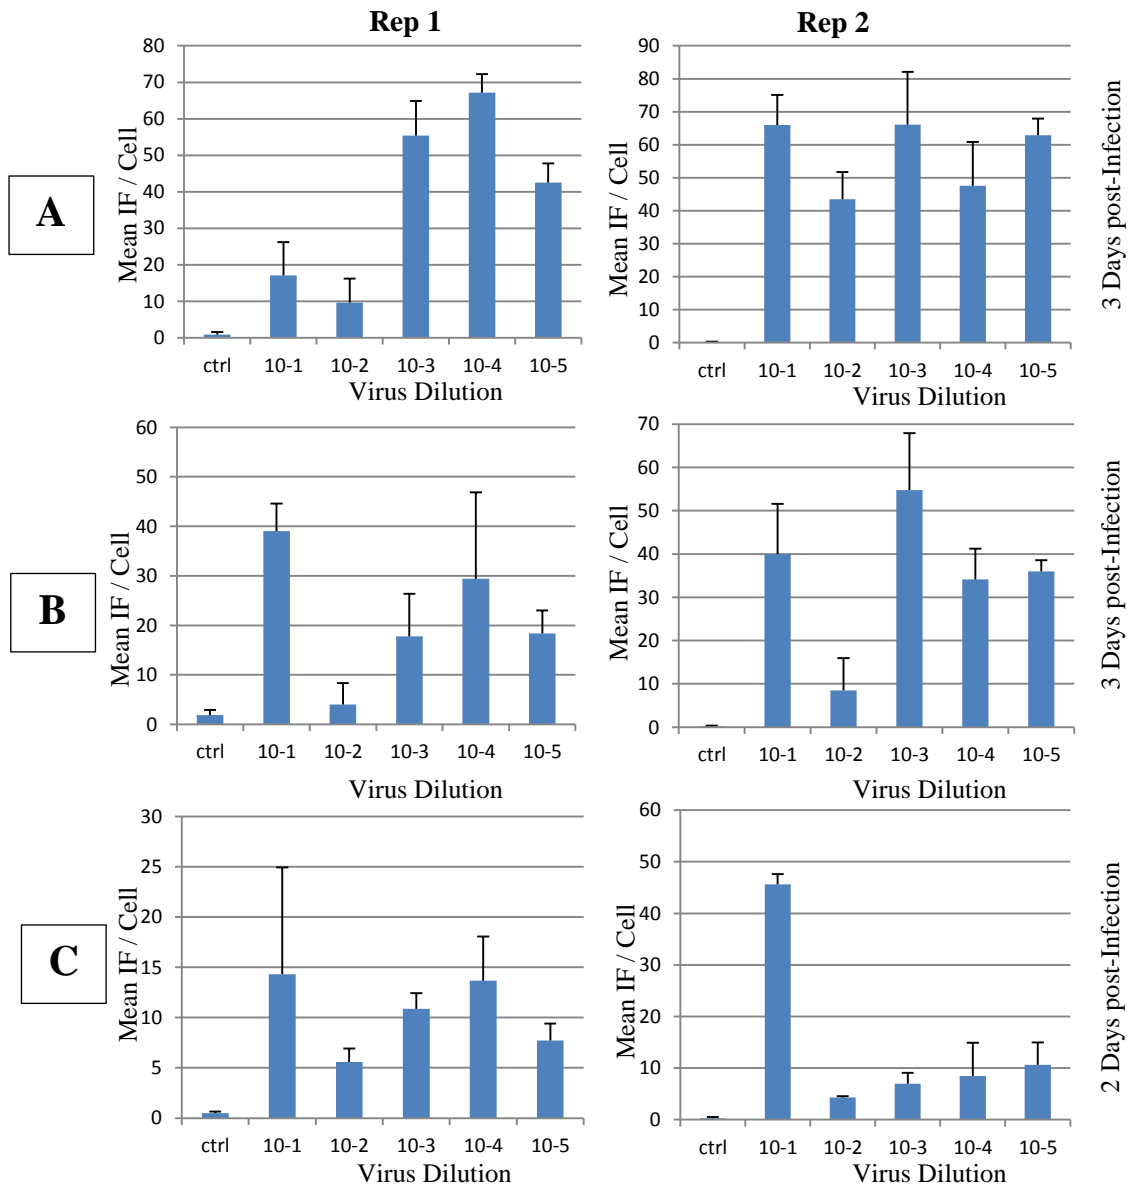 Rep 1
Rep 2
A
Mean IF / Cell
80
70
60
50
40
30
20
10
0
ctrl 10-1 10-2 10-3 10-4 10-5
Virus Dilution
Mean IF / Cell
90
80
70
60
50
40
30
20
10
0
ctrl 10-1 10-2 10-3 10-4 10-5
Virus Dilution
3 Days post-Infection
B
Mean IF / Cell
60
50
40
30
20
10
0
ctrl 10-1 10-2 10-3 10-4 10-5
Virus Dilution
Mean IF / Cell
70
60
50
40
30
20
10
0
ctrl 10-1 10-2 10-3 10-4 10-5
Virus Dilution
3 Days post-Infection
C
Mean IF / Cell
30
25
20
15
10
5
0
ctrl 10-1 10-2 10-3 10-4 10-5
Virus Dilution
Mean IF / Cell
60
50
40
30
20
10
0
ctrl 10-1 10-2 10-3 10-4 10-5
Virus Dilution
2 Days post-Infection